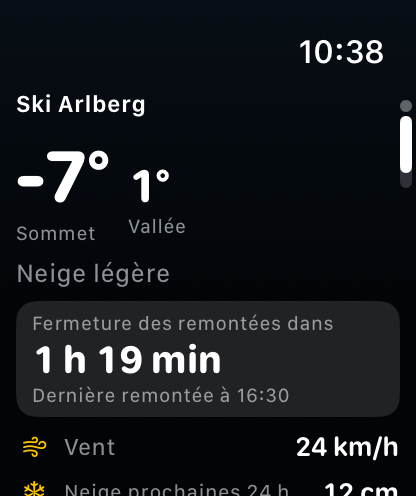 10:38
Ski Arlberg
-7° 1°
Sommet Vallée
Neige légère
Fermeture des remontées dans
1 h 19 min
Dernière remontée à 16:30
Vent 24 km/h
Neige prochaines 24 h 12 cm